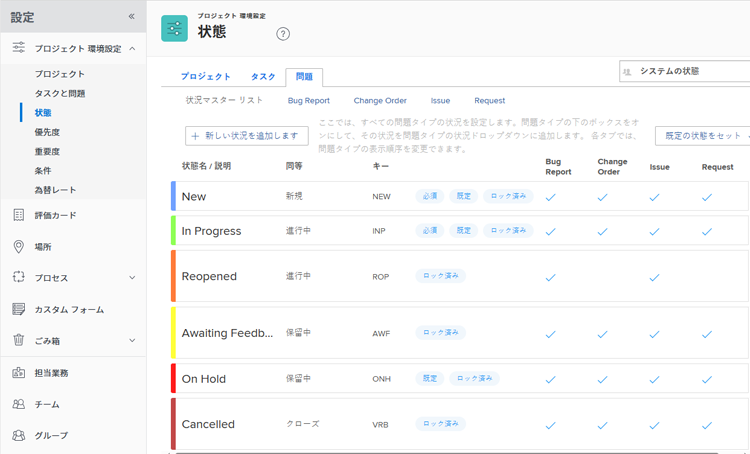 設定
プロジェクト 環境設定
プロジェクト
タスクと問題
状態
優先度
重要度
条件
為替レート
評価カード
場所
プロセス
カスタム フォーム
ごみ箱
担当業務
チーム
グループ
プロジェクト 環境設定
状態
?
プロジェクト タスク 問題
システムの状態
状況マスター リスト Bug Report Change Order Issue Request
+ 新しい状況を追加します
ここでは、すべての問題タイプの状況を設定します。問題タイプの下のボックスをオ
ンにして、その状況を問題タイプの状況ドロップダウンに追加します。 各タブでは、
問題タイプの表示順序を変更できます。
既定の状態をセット
状態名 / 説明 同等 キー Bug Report Change Order Issue Request
New 新規 NEW 必須 既定 ロック済み
In Progress 進行中 INP 必須 既定 ロック済み
Reopened 進行中 ROP ロック済み
Awaiting Feedb... 保留中 AWF ロック済み
On Hold 保留中 ONH 既定 ロック済み
Cancelled クローズ VRB ロック済み